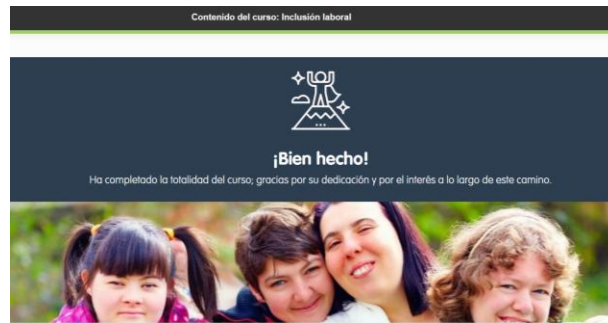 Contenido del curso: Inclusión laboral
¡Bien hecho!
Ha completado la totalidad del curso; gracias por su dedicación y por el interés a lo largo de este camino.